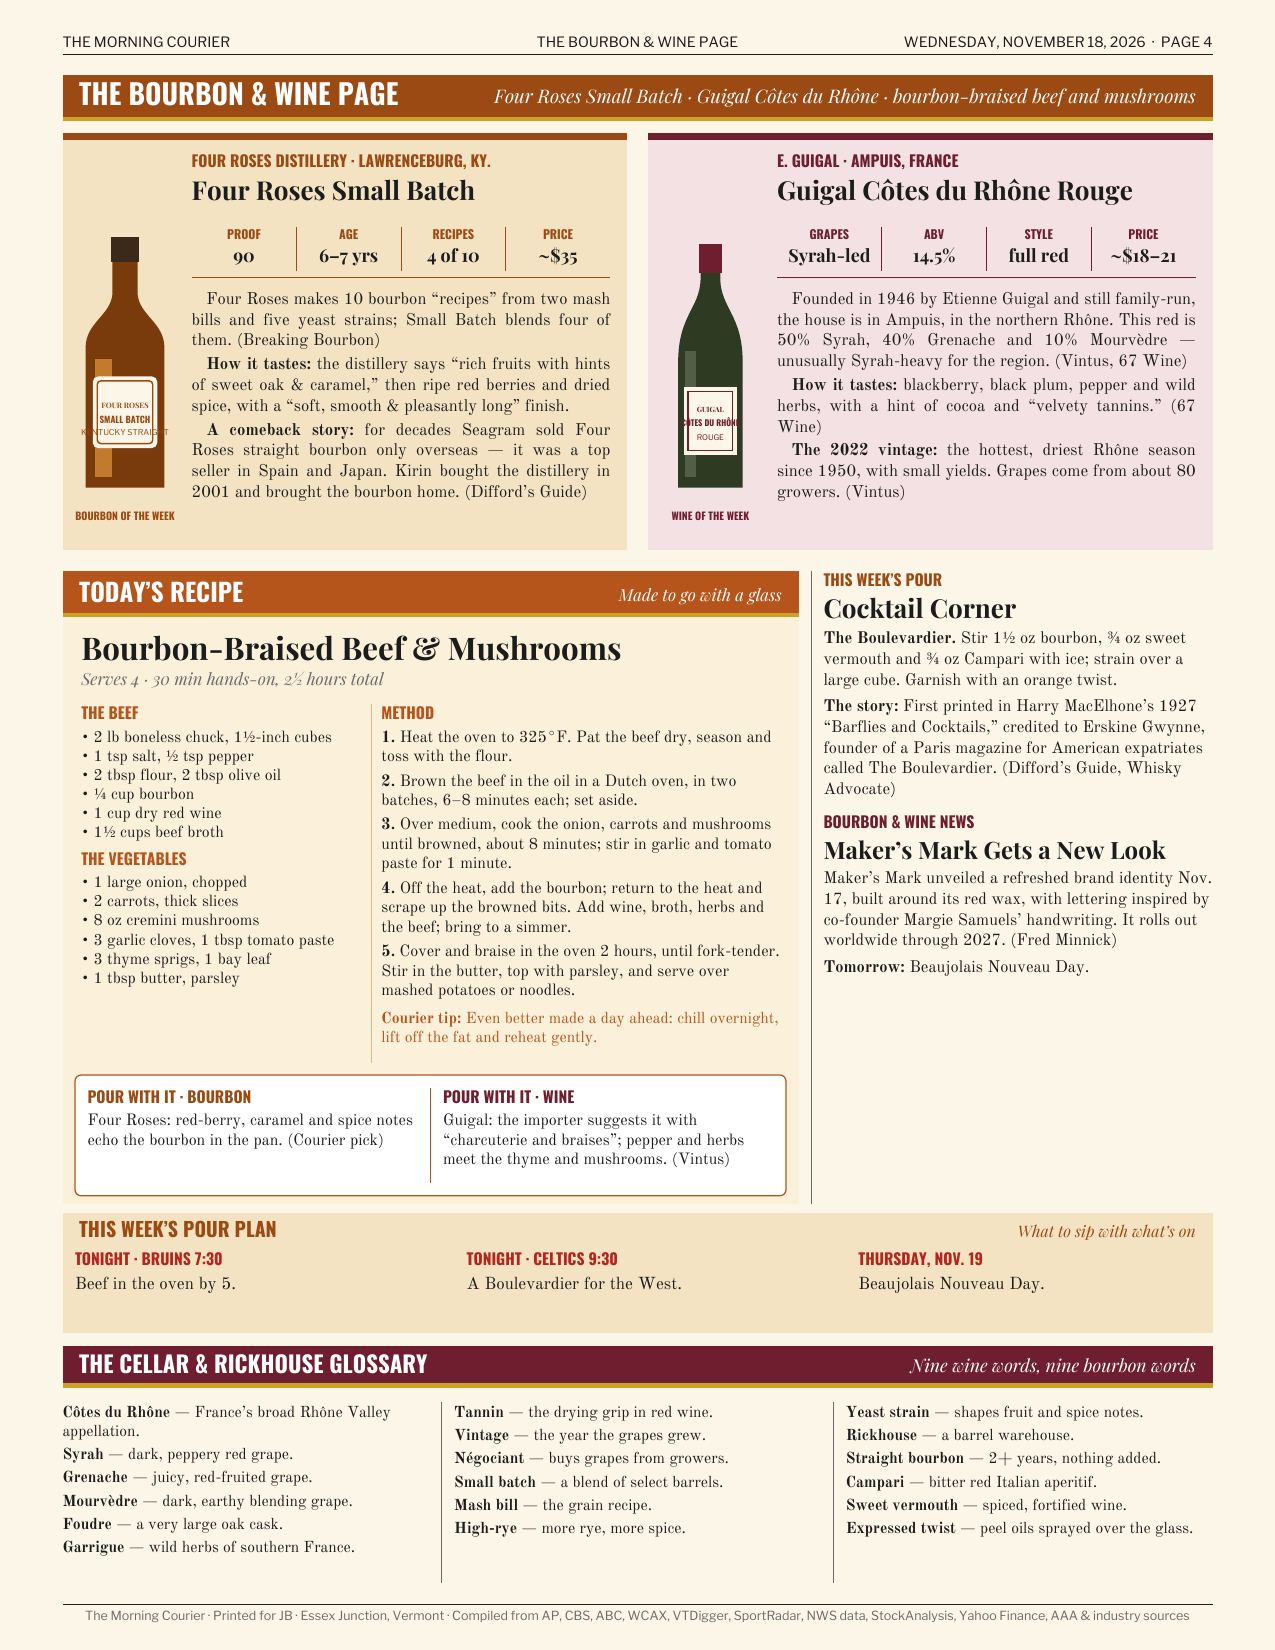 THE MORNING COURIER
THE BOURBON & WINE PAGE
WEDNESDAY, NOVEMBER 18, 2026 · PAGE 4
THE BOURBON & WINE PAGE
Four Roses Small Batch · Guigal Côtes du Rhône · bourbon-braised beef and mushrooms
FOUR ROSES DISTILLERY · LAWRENCEBURG, KY.
Four Roses Small Batch
PROOF
90
AGE
6–7 yrs
RECIPES
4 of 10
PRICE
~$35
Four Roses makes 10 bourbon “recipes” from two mash
bills and five yeast strains; Small Batch blends four of
them. (Breaking Bourbon)
How it tastes: the distillery says “rich fruits with hints
of sweet oak & caramel,” then ripe red berries and dried
spice, with a “soft, smooth & pleasantly long” finish.
A comeback story: for decades Seagram sold Four
Roses straight bourbon only overseas — it was a top
seller in Spain and Japan. Kirin bought the distillery in
2001 and brought the bourbon home. (Difford’s Guide)
FOUR ROSES
SMALL BATCH
KENTUCKY STRAIGHT
BOURBON OF THE WEEK
E. GUIGAL · AMPUIS, FRANCE
Guigal Côtes du Rhône Rouge
GRAPES
Syrah-led
ABV
14.5%
STYLE
full red
PRICE
~$18–21
Founded in 1946 by Etienne Guigal and still family-run,
the house is in Ampuis, in the northern Rhône. This red is
50% Syrah, 40% Grenache and 10% Mourvèdre —
unusually Syrah-heavy for the region. (Vintus, 67 Wine)
How it tastes: blackberry, black plum, pepper and wild
herbs, with a hint of cocoa and “velvety tannins.” (67
Wine)
The 2022 vintage: the hottest, driest Rhône season
since 1950, with small yields. Grapes come from about 80
growers. (Vintus)
GUIGAL
CÔTES DU RHÔNE
ROUGE
WINE OF THE WEEK
TODAY’S RECIPE
Made to go with a glass
Bourbon-Braised Beef & Mushrooms
Serves 4 · 30 min hands-on, 2½ hours total
THE BEEF
• 2 lb boneless chuck, 1½-inch cubes
• 1 tsp salt, ½ tsp pepper
• 2 tbsp flour, 2 tbsp olive oil
• ¼ cup bourbon
• 1 cup dry red wine
• 1½ cups beef broth
THE VEGETABLES
• 1 large onion, chopped
• 2 carrots, thick slices
• 8 oz cremini mushrooms
• 3 garlic cloves, 1 tbsp tomato paste
• 3 thyme sprigs, 1 bay leaf
• 1 tbsp butter, parsley
METHOD
1. Heat the oven to 325°F. Pat the beef dry, season and
toss with the flour.
2. Brown the beef in the oil in a Dutch oven, in two
batches, 6–8 minutes each; set aside.
3. Over medium, cook the onion, carrots and mushrooms
until browned, about 8 minutes; stir in garlic and tomato
paste for 1 minute.
4. Off the heat, add the bourbon; return to the heat and
scrape up the browned bits. Add wine, broth, herbs and
the beef; bring to a simmer.
5. Cover and braise in the oven 2 hours, until fork-tender.
Stir in the butter, top with parsley, and serve over
mashed potatoes or noodles.
Courier tip: Even better made a day ahead: chill overnight,
lift off the fat and reheat gently.
POUR WITH IT · BOURBON
Four Roses: red-berry, caramel and spice notes
echo the bourbon in the pan. (Courier pick)
POUR WITH IT · WINE
Guigal: the importer suggests it with
“charcuterie and braises”; pepper and herbs
meet the thyme and mushrooms. (Vintus)
THIS WEEK’S POUR
Cocktail Corner
The Boulevardier. Stir 1½ oz bourbon, ¾ oz sweet
vermouth and ¾ oz Campari with ice; strain over a
large cube. Garnish with an orange twist.
The story: First printed in Harry MacElhone’s 1927
“Barflies and Cocktails,” credited to Erskine Gwynne,
founder of a Paris magazine for American expatriates
called The Boulevardier. (Difford’s Guide, Whisky
Advocate)
BOURBON & WINE NEWS
Maker’s Mark Gets a New Look
Maker’s Mark unveiled a refreshed brand identity Nov.
17, built around its red wax, with lettering inspired by
co-founder Margie Samuels’ handwriting. It rolls out
worldwide through 2027. (Fred Minnick)
Tomorrow: Beaujolais Nouveau Day.
THIS WEEK’S POUR PLAN
What to sip with what’s on
TONIGHT · BRUINS 7:30
Beef in the oven by 5.
TONIGHT · CELTICS 9:30
A Boulevardier for the West.
THURSDAY, NOV. 19
Beaujolais Nouveau Day.
THE CELLAR & RICKHOUSE GLOSSARY
Nine wine words, nine bourbon words
Côtes du Rhône — France’s broad Rhône Valley
appellation.
Syrah — dark, peppery red grape.
Grenache — juicy, red-fruited grape.
Mourvèdre — dark, earthy blending grape.
Foudre — a very large oak cask.
Garrigue — wild herbs of southern France.
Tannin — the drying grip in red wine.
Vintage — the year the grapes grew.
Négociant — buys grapes from growers.
Small batch — a blend of select barrels.
Mash bill — the grain recipe.
High-rye — more rye, more spice.
Yeast strain — shapes fruit and spice notes.
Rickhouse — a barrel warehouse.
Straight bourbon — 2+ years, nothing added.
Campari — bitter red Italian aperitif.
Sweet vermouth — spiced, fortified wine.
Expressed twist — peel oils sprayed over the glass.
The Morning Courier · Printed for JB · Essex Junction, Vermont · Compiled from AP, CBS, ABC, WCAX, VTDigger, SportRadar, NWS data, StockAnalysis, Yahoo Finance, AAA & industry sources